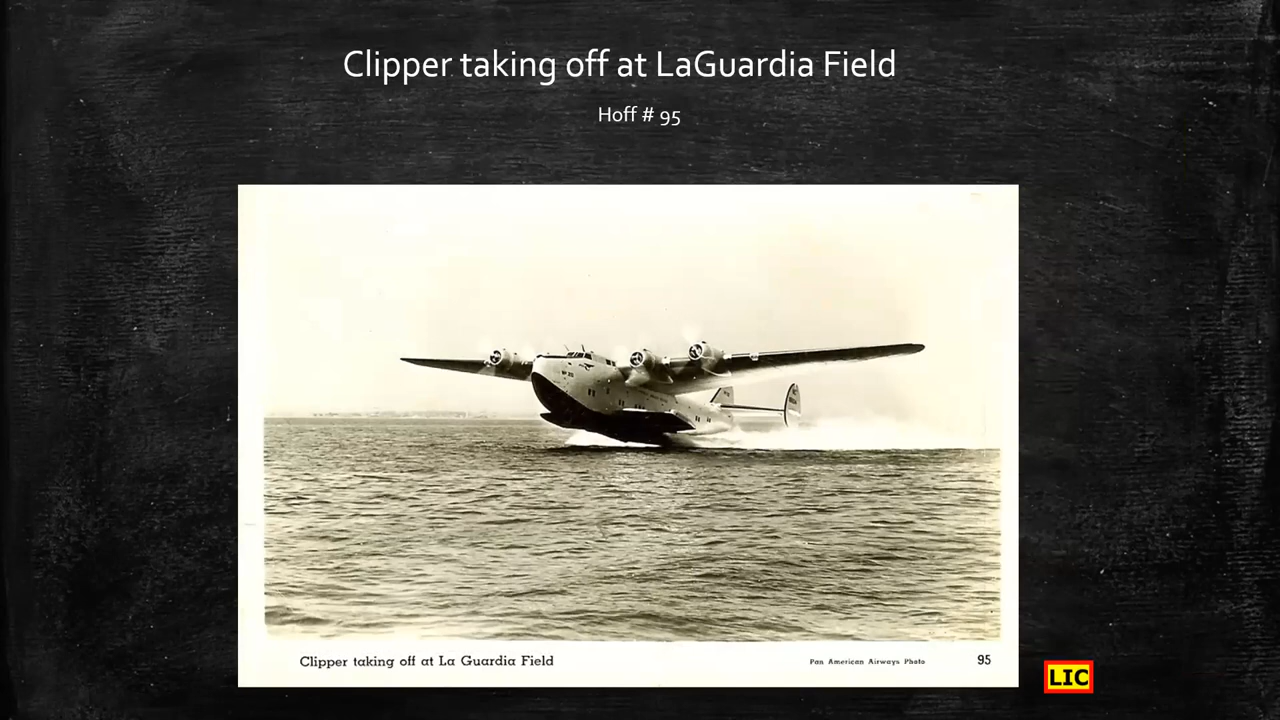 Clipper taking off at LaGuardia Field
Hoff # 95
Clipper taking off at La Guardia Field
Pan American Airways Photo
95
LIC